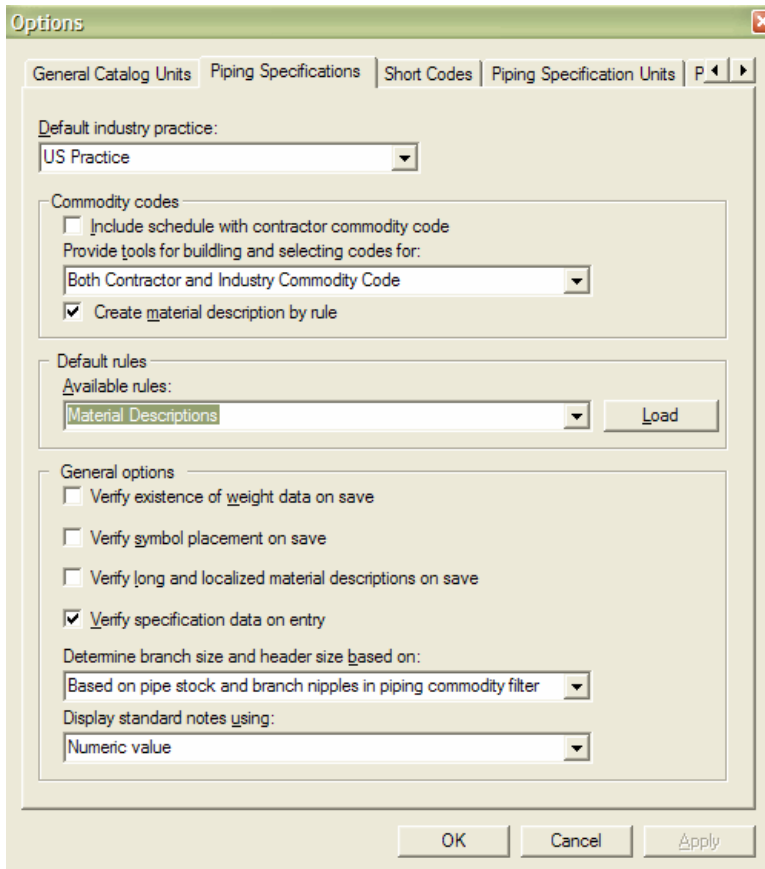 Options
General Catalog Units Piping Specifications Short Codes Piping Specification Units P
Default industry practice:
US Practice
Commodity codes
Include schedule with contractor commodity code
Provide tools for buildling and selecting codes for:
Both Contractor and Industry Commodity Code
Create material description by rule
Default rules
Available rules:
Material Descriptions
Load
General options
Verify existence of weight data on save
Verify symbol placement on save
Verify long and localized material descriptions on save
Verify specification data on entry
Determine branch size and header size based on:
Based on pipe stock and branch nipples in piping commodity filter
Display standard notes using:
Numeric value
OK Cancel Apply